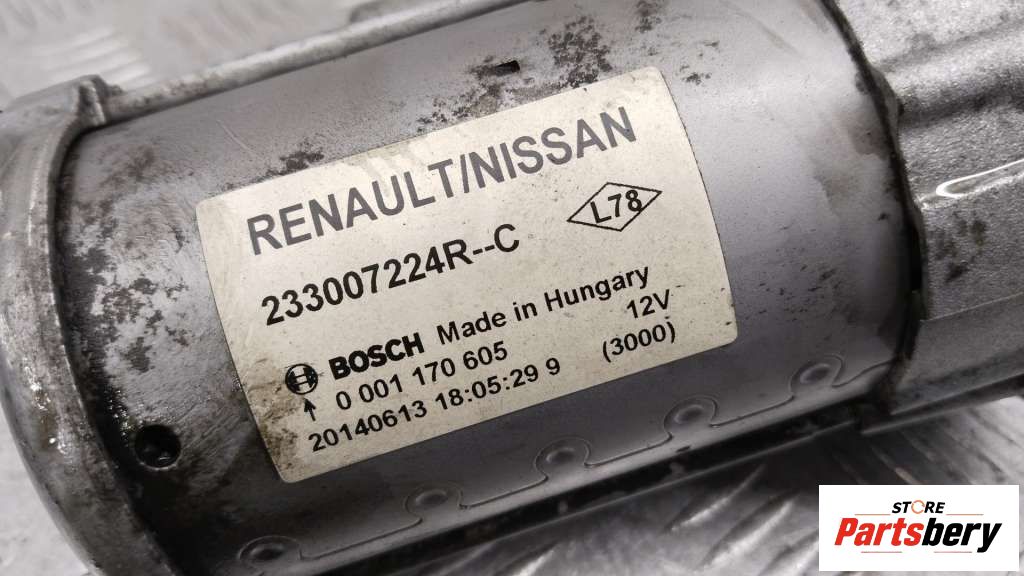 RENAULT/NISSAN
L78
233007224R--C
BOSCH Made in Hungary
0 001 170 605 12V
20140613 18:05:29 9 (3000)
STORE
Partsbery